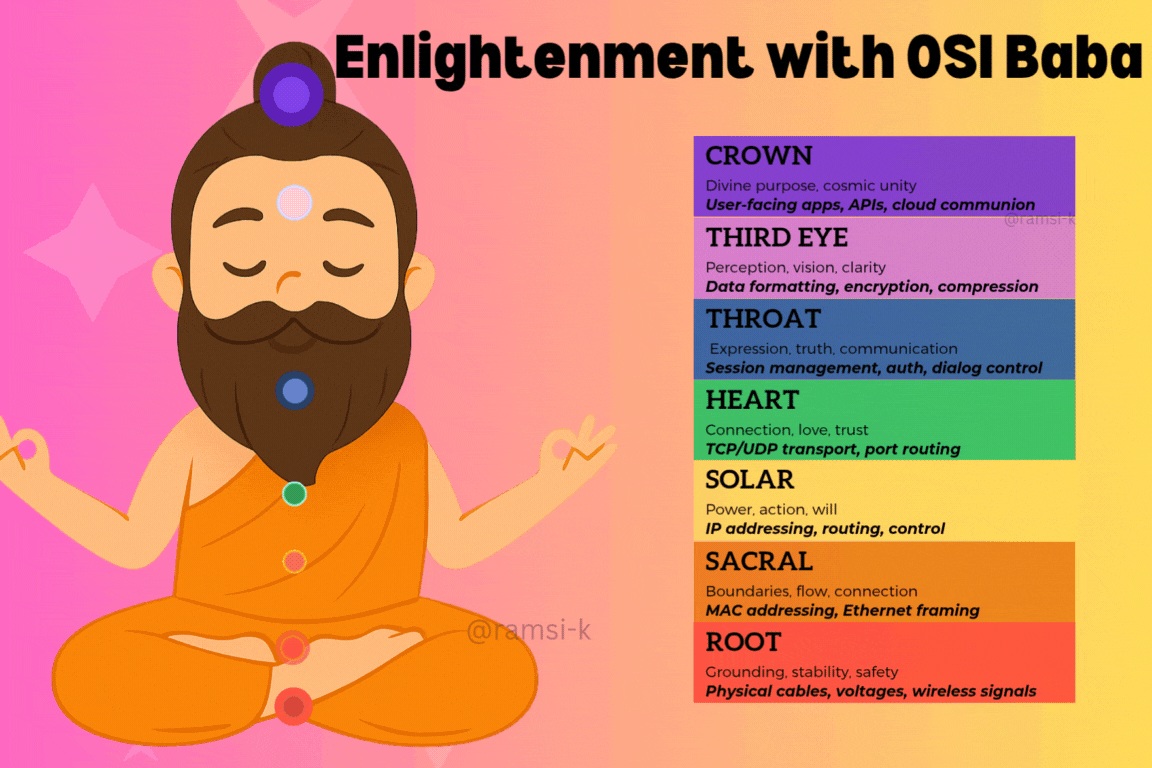 Enlightenment with OSI Baba
CROWN
Divine purpose, cosmic unity
User-facing apps, APIs, cloud communion
@ramsi-k
THIRD EYE
Perception, vision, clarity
Data formatting, encryption, compression
THROAT
Expression, truth, communication
Session management, auth, dialog control
HEART
Connection, love, trust
TCP/UDP transport, port routing
SOLAR
Power, action, will
IP addressing, routing, control
SACRAL
Boundaries, flow, connection
MAC addressing, Ethernet framing
ROOT
Grounding, stability, safety
Physical cables, voltages, wireless signals
@ramsi-k